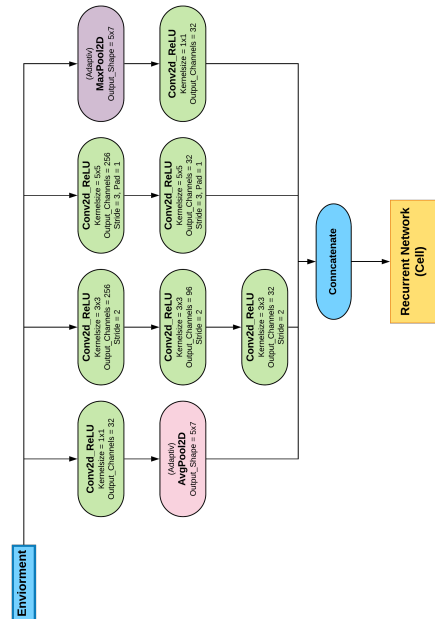 Enviorment
Conv2d_ReLU
Kernelsize = 1x1
Output_Channels = 32
(Adaptiv)
AvgPool2D
Output_Shape = 5x7
Conv2d_ReLU
Kernelsize = 3x3
Output_Channels = 256
Stride = 2
Conv2d_ReLU
Kernelsize = 3x3
Output_Channels = 96
Stride = 2
Conv2d_ReLU
Kernelsize = 3x3
Output_Channels = 32
Stride = 2
Conv2d_ReLU
Kernelsize = 5x5
Output_Channels = 256
Stride = 3, Pad = 1
Conv2d_ReLU
Kernelsize = 5x5
Output_Channels = 32
Stride = 3, Pad = 1
(Adaptiv)
MaxPool2D
Output_Shape = 5x7
Conv2d_ReLU
Kernelsize = 1x1
Output_Channels = 32
Conncatenate
Recurrent Network
(Cell)